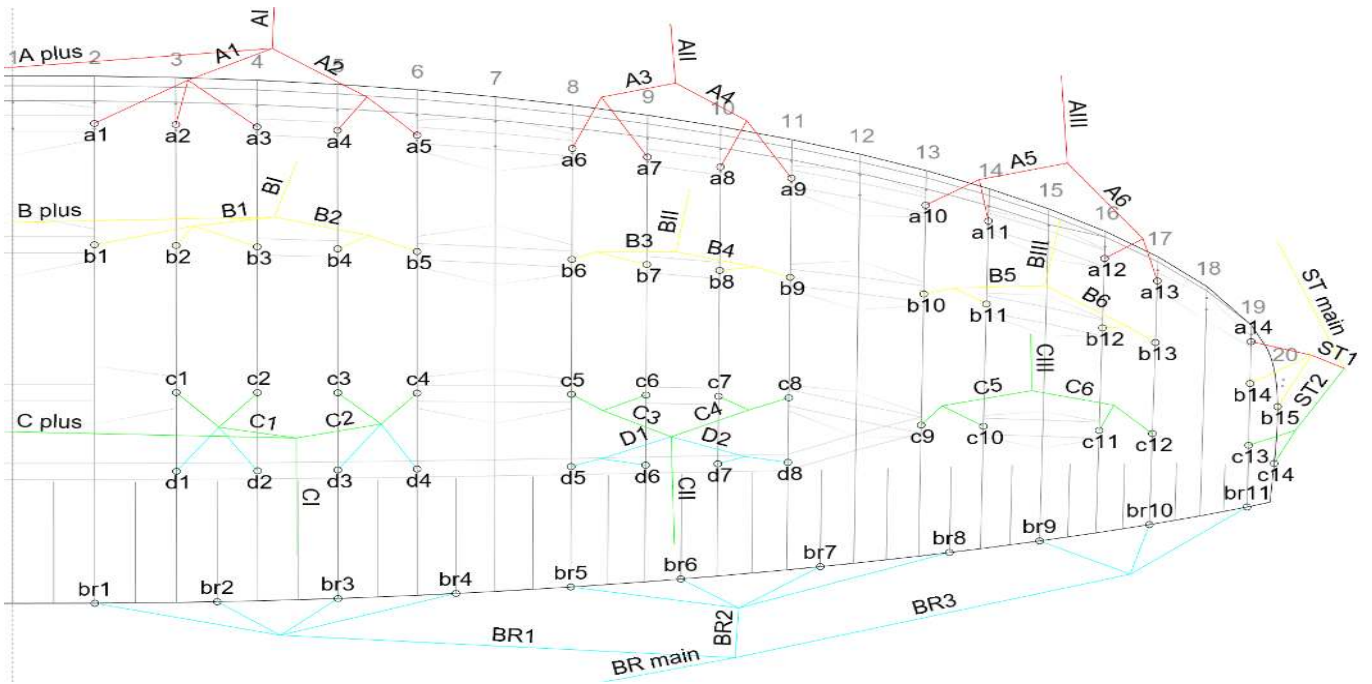 AI
A plus
1
2
3
A1
4
A2
5
6
7
8
A3
9
AII
A4
10
11
12
13
A5
14
AIII
15
A6
16
17
18
19
20
a1
a2
a3
a4
a5
a6
a7
a8
a9
a10
a11
a12
a13
a14
B plus
B1
BI
B2
B3
BII
B4
B5
BIII
B6
ST main
ST1
ST2
b1
b2
b3
b4
b5
b6
b7
b8
b9
b10
b11
b12
b13
b14
b15
c1
c2
c3
c4
c5
c6
c7
c8
C plus
C1
C2
C3
C4
C5
CIII
C6
c9
c10
c11
c12
c13
c14
D1
D2
d1
d2
d3
d4
d5
d6
d7
d8
CI
CII
br1
br2
br3
br4
br5
br6
br7
br8
br9
br10
br11
BR1
BR2
BR3
BR main